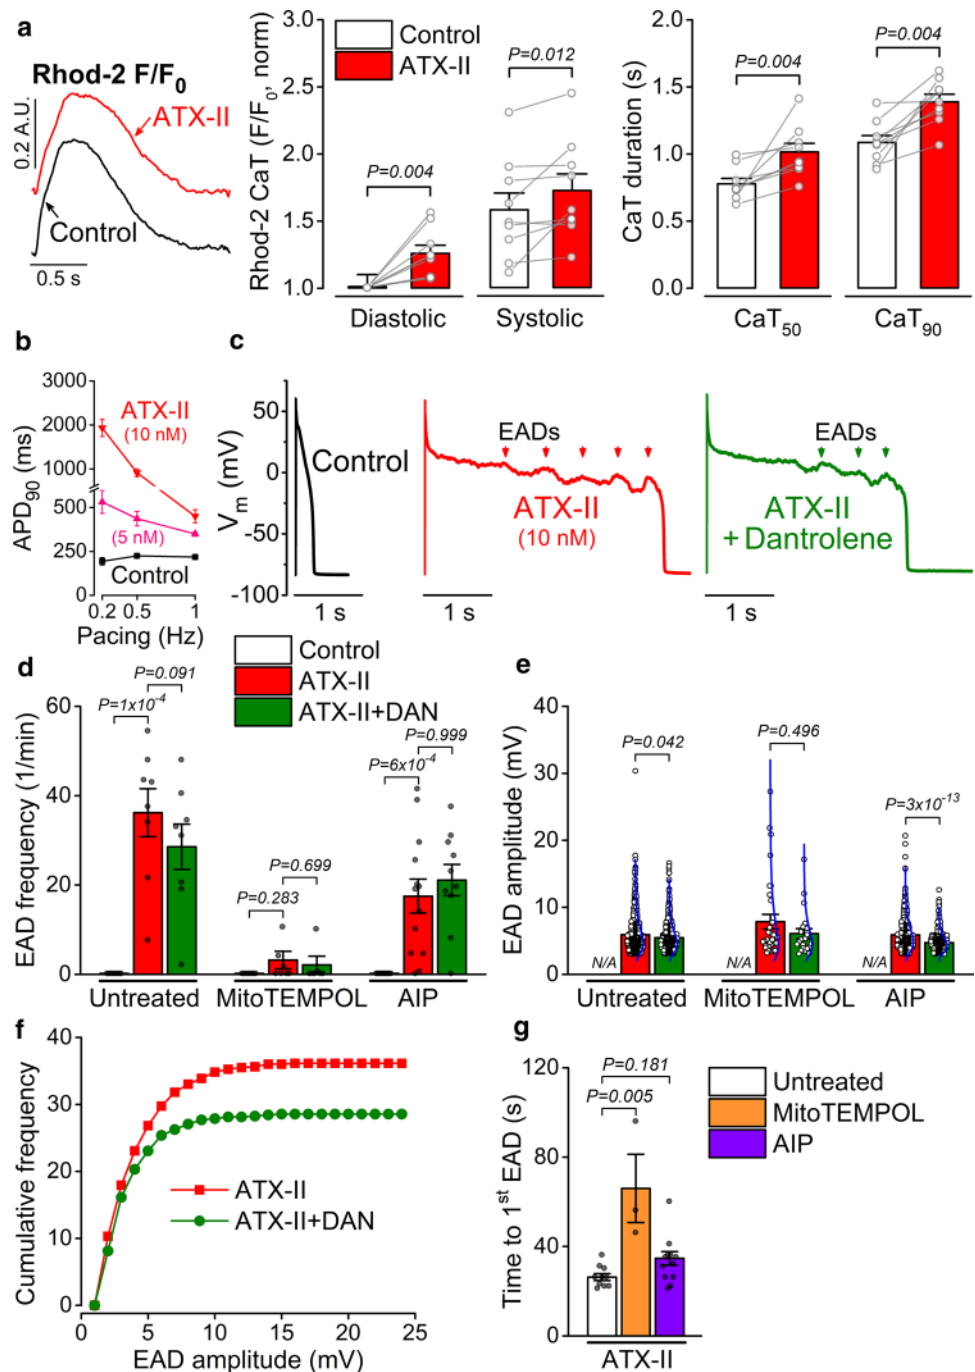 a
Rhod-2 F/F0
0.2 A.U.
ATX-II
Control
0.5 s
Rhod-2 CaT (F/F0, norm)
3.0
2.5
2.0
1.5
1.0
Control
ATX-II
P=0.004
P=0.012
Diastolic
Systolic
CaT duration (s)
2.0
1.5
1.0
0.5
0.0
P=0.004
P=0.004
CaT50
CaT90
b
APD90 (ms)
3000
2000
1000
500
250
0
ATX-II
(10 nM)
(5 nM)
Control
0.2 0.5 1
Pacing (Hz)
c
Vm (mV)
50
0
-50
-100
Control
1 s
EADs
ATX-II
(10 nM)
1 s
EADs
ATX-II
+ Dantrolene
1 s
d
Control
ATX-II
ATX-II+DAN
EAD frequency (1/min)
60
40
20
0
P=1x10-4
P=0.091
P=0.283
P=0.699
P=6x10-4
P=0.999
Untreated
MitoTEMPOL
AIP
e
EAD amplitude (mV)
40
30
20
10
0
P=0.042
P=0.496
P=3x10-13
N/A
N/A
N/A
Untreated
MitoTEMPOL
AIP
f
Cumulative frequency
40
30
20
10
0
ATX-II
ATX-II+DAN
0 5 10 15 20 25
EAD amplitude (mV)
g
Time to 1st EAD (s)
120
80
40
0
P=0.181
P=0.005
Untreated
MitoTEMPOL
AIP
ATX-II